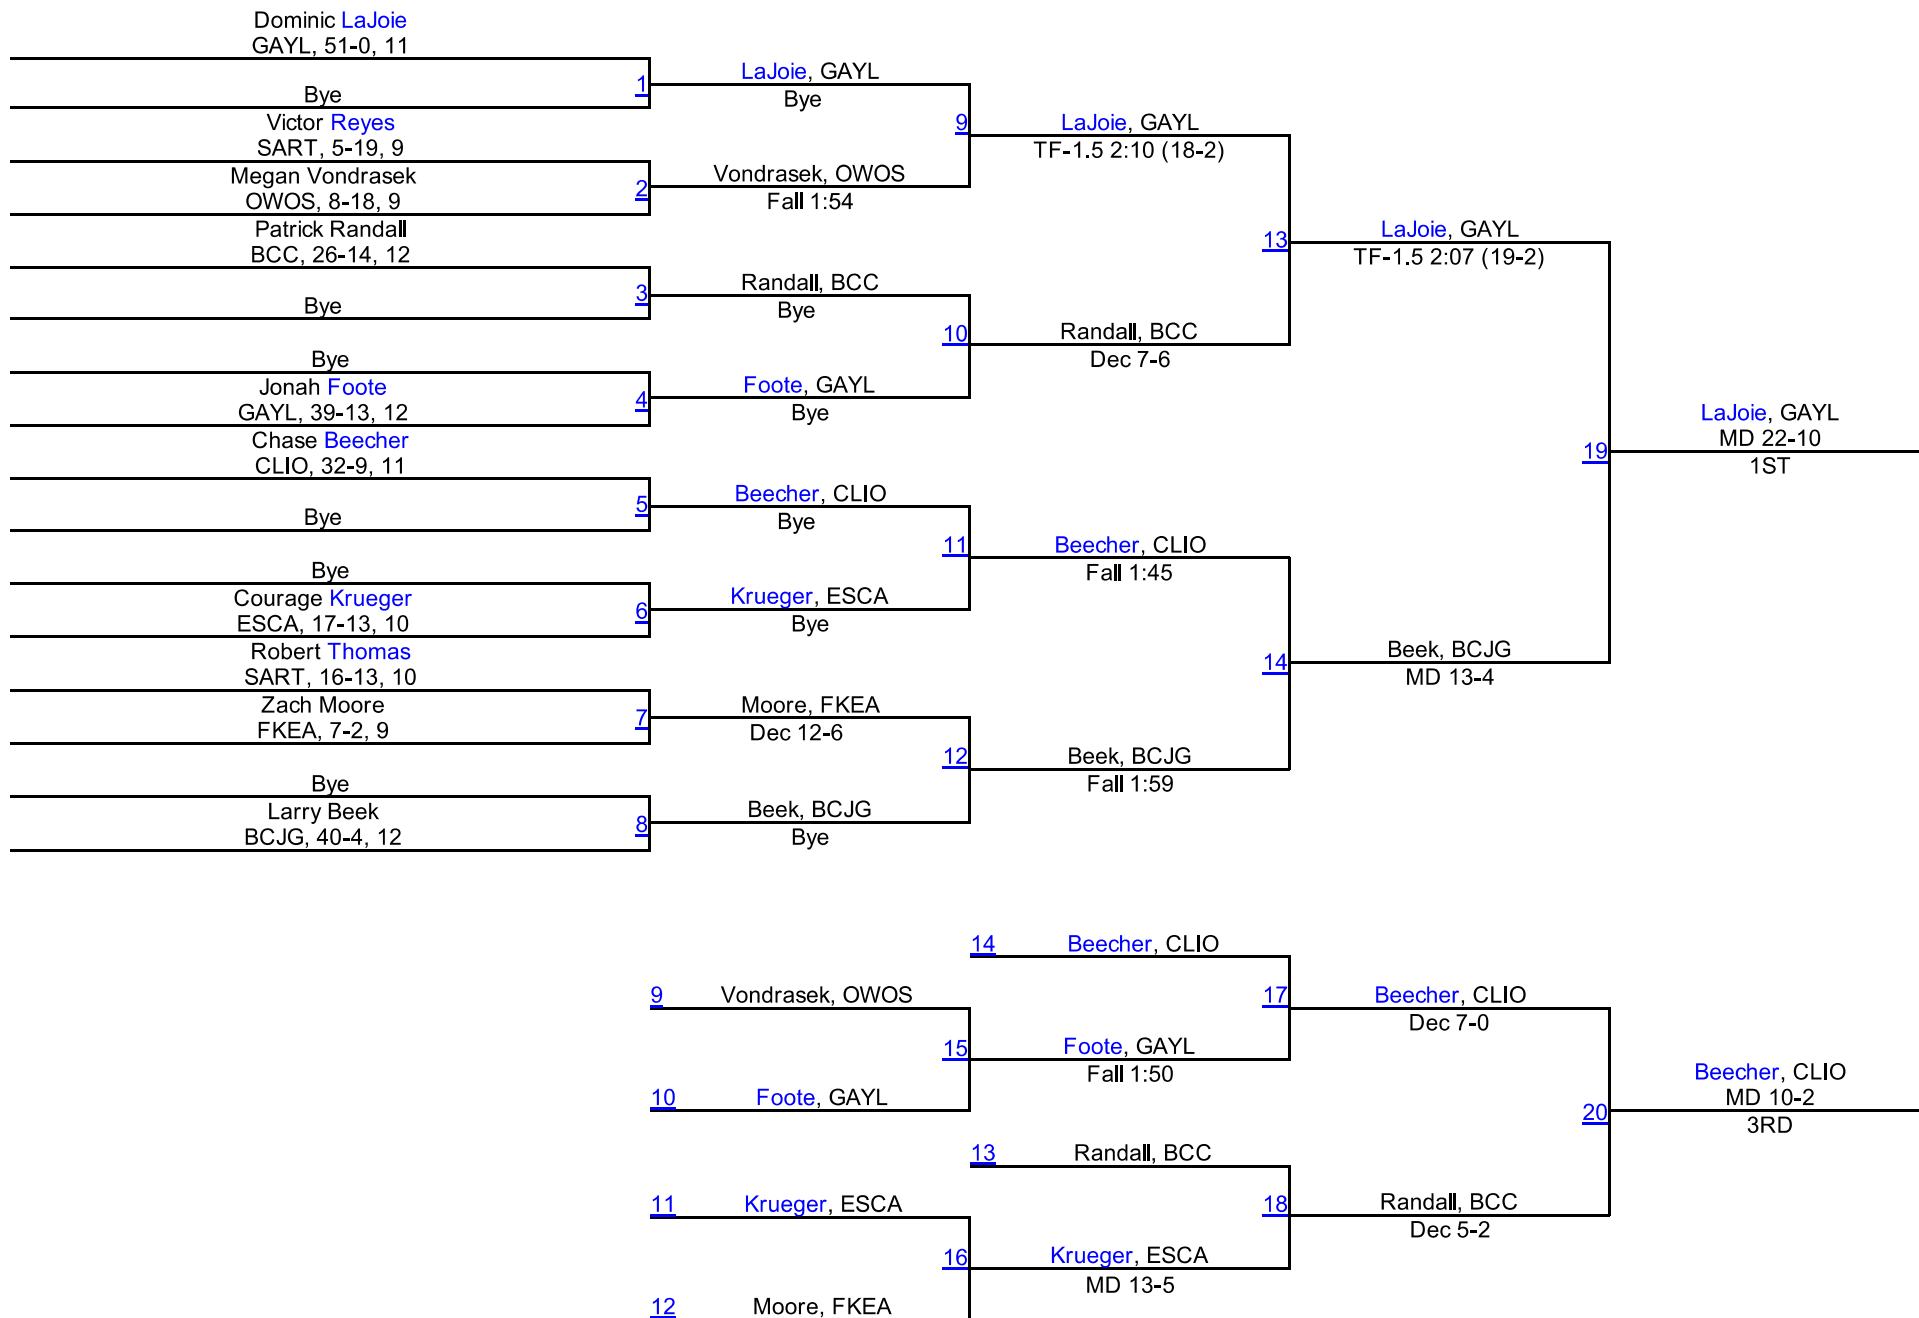 Dominic LaJoie
GAYL, 51-0, 11
1
Bye
Victor Reyes
SART, 5-19, 9
2
Megan Vondrasek
OWOS, 8-18, 9
Patrick Randall
BCC, 26-14, 12
3
Bye
Bye
4
Jonah Foote
GAYL, 39-13, 12
Chase Beecher
CLIO, 32-9, 11
5
Bye
Bye
6
Courage Krueger
ESCA, 17-13, 10
Robert Thomas
SART, 16-13, 10
7
Zach Moore
FKEA, 7-2, 9
Bye
8
Larry Beek
BCJG, 40-4, 12
LaJoie, GAYL
Bye
9
Vondrasek, OWOS
Fall 1:54
Randall, BCC
Bye
10
Foote, GAYL
Bye
Beecher, CLIO
Bye
11
Krueger, ESCA
Bye
Moore, FKEA
Dec 12-6
12
Beek, BCJG
Bye
LaJoie, GAYL
TF-1.5 2:10 (18-2)
13
Randall, BCC
Dec 7-6
Beecher, CLIO
Fall 1:45
14
Beek, BCJG
Fall 1:59
LaJoie, GAYL
TF-1.5 2:07 (19-2)
19
Beek, BCJG
MD 13-4
LaJoie, GAYL
MD 22-10
1ST
9 Vondrasek, OWOS
15
10 Foote, GAYL
11 Krueger, ESCA
16
12 Moore, FKEA
14 Beecher, CLIO
17
Foote, GAYL
Fall 1:50
13 Randall, BCC
18
Krueger, ESCA
MD 13-5
Beecher, CLIO
Dec 7-0
20
Randall, BCC
Dec 5-2
Beecher, CLIO
MD 10-2
3RD